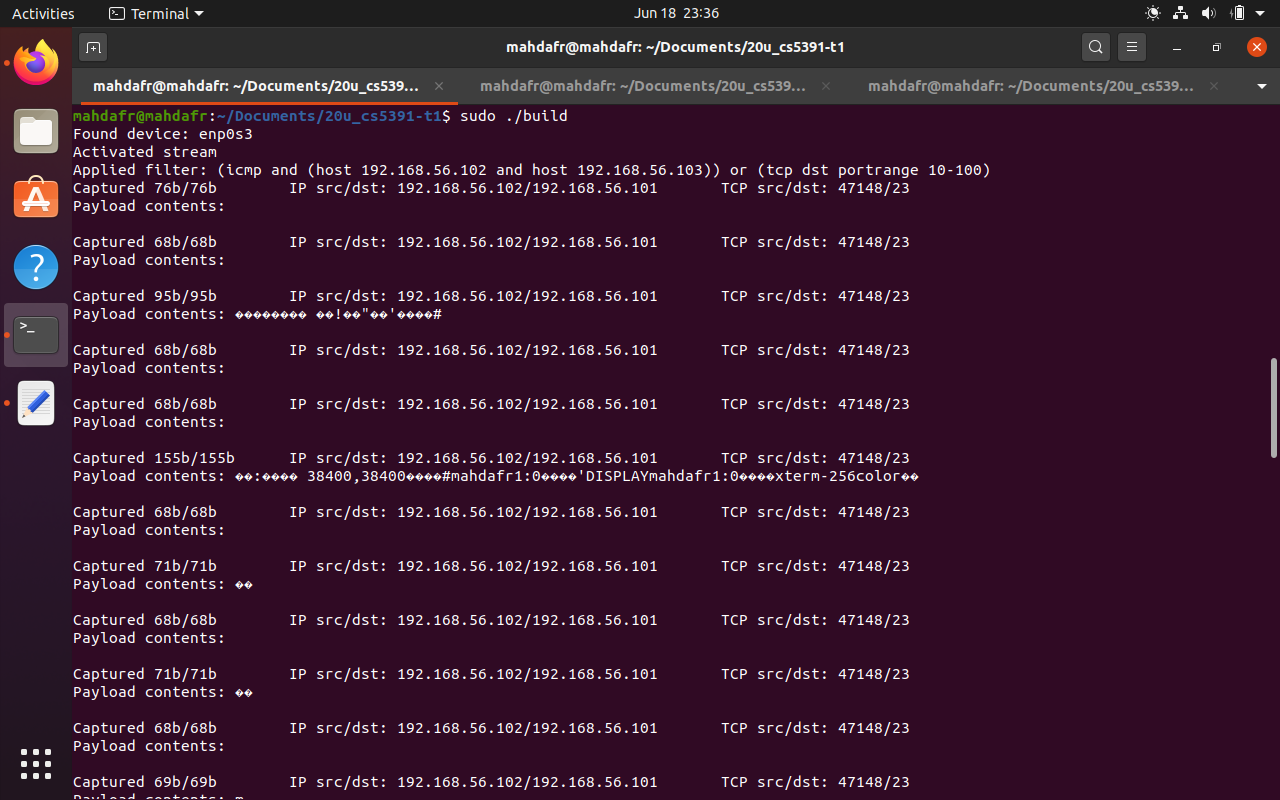 Activities
Terminal
Jun 18 23:36
mahdafr@mahdafr: ~/Documents/20u_cs5391-t1
mahdafr@mahdafr: ~/Documents/20u_cs539... × mahdafr@mahdafr: ~/Documents/20u_cs539... × mahdafr@mahdafr: ~/Documents/20u_cs539... ×
mahdafr@mahdafr:~/Documents/20u_cs5391-t1$ sudo ./build
Found device: enp0s3
Activated stream
Applied filter: (icmp and (host 192.168.56.102 and host 192.168.56.103)) or (tcp dst portrange 10-100)
Captured 76b/76b IP src/dst: 192.168.56.102/192.168.56.101 TCP src/dst: 47148/23
Payload contents:
Captured 68b/68b IP src/dst: 192.168.56.102/192.168.56.101 TCP src/dst: 47148/23
Payload contents:
Captured 95b/95b IP src/dst: 192.168.56.102/192.168.56.101 TCP src/dst: 47148/23
Payload contents: �������� ��!��"��'����#
Captured 68b/68b IP src/dst: 192.168.56.102/192.168.56.101 TCP src/dst: 47148/23
Payload contents:
Captured 68b/68b IP src/dst: 192.168.56.102/192.168.56.101 TCP src/dst: 47148/23
Payload contents:
Captured 155b/155b IP src/dst: 192.168.56.102/192.168.56.101 TCP src/dst: 47148/23
Payload contents: ��:���� 38400,38400����#mahdafr1:0����'DISPLAYmahdafr1:0����xterm-256color��
Captured 68b/68b IP src/dst: 192.168.56.102/192.168.56.101 TCP src/dst: 47148/23
Payload contents:
Captured 71b/71b IP src/dst: 192.168.56.102/192.168.56.101 TCP src/dst: 47148/23
Payload contents: ��
Captured 68b/68b IP src/dst: 192.168.56.102/192.168.56.101 TCP src/dst: 47148/23
Payload contents:
Captured 71b/71b IP src/dst: 192.168.56.102/192.168.56.101 TCP src/dst: 47148/23
Payload contents: ��
Captured 68b/68b IP src/dst: 192.168.56.102/192.168.56.101 TCP src/dst: 47148/23
Payload contents:
Captured 69b/69b IP src/dst: 192.168.56.102/192.168.56.101 TCP src/dst: 47148/23
Payload contents: m